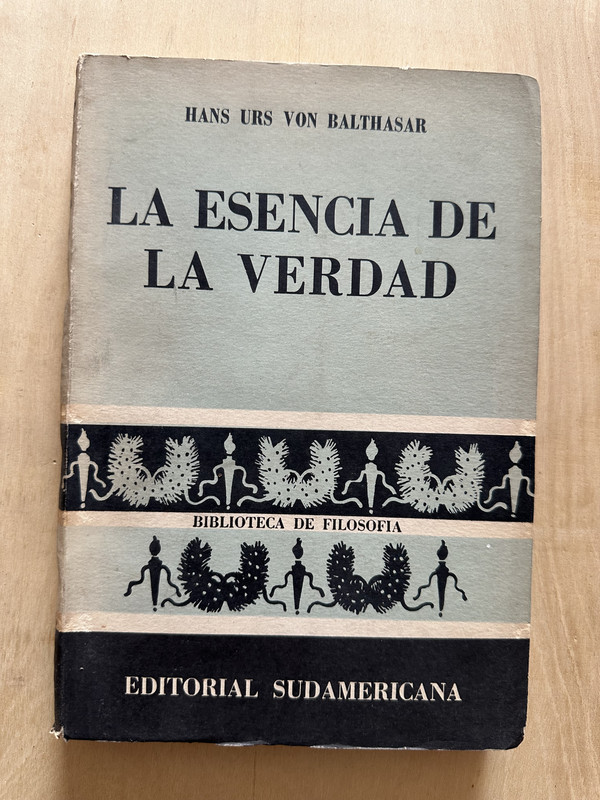 HANS URS VON BALTHASAR
LA ESENCIA DE
LA VERDAD
BIBLIOTECA DE FILOSOFIA
EDITORIAL SUDAMERICANA